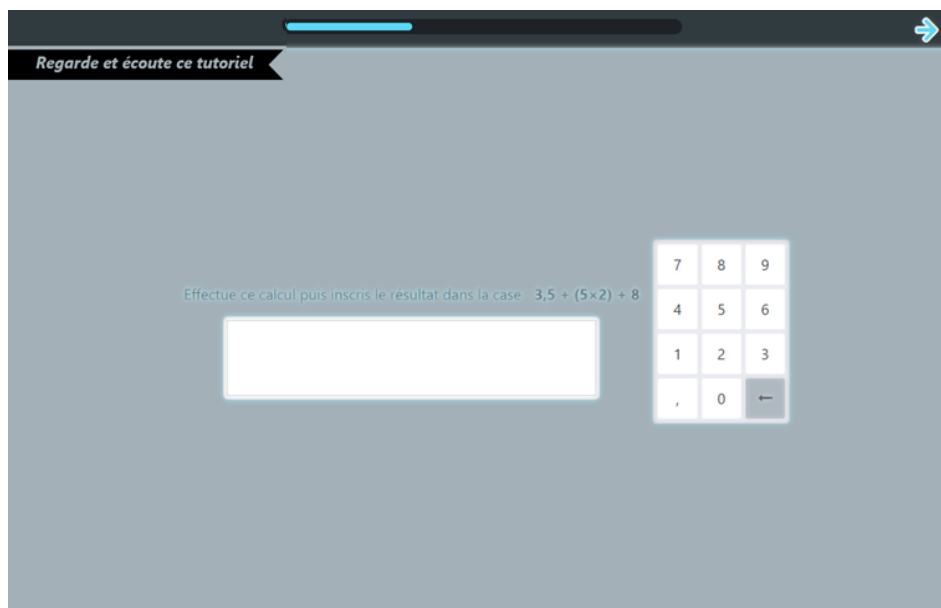 Regarde et écoute ce tutoriel
Effectue ce calcul puis inscris le résultat dans la case : 3,5 + (5×2) + 8
7 8 9
4 5 6
1 2 3
, 0 ←